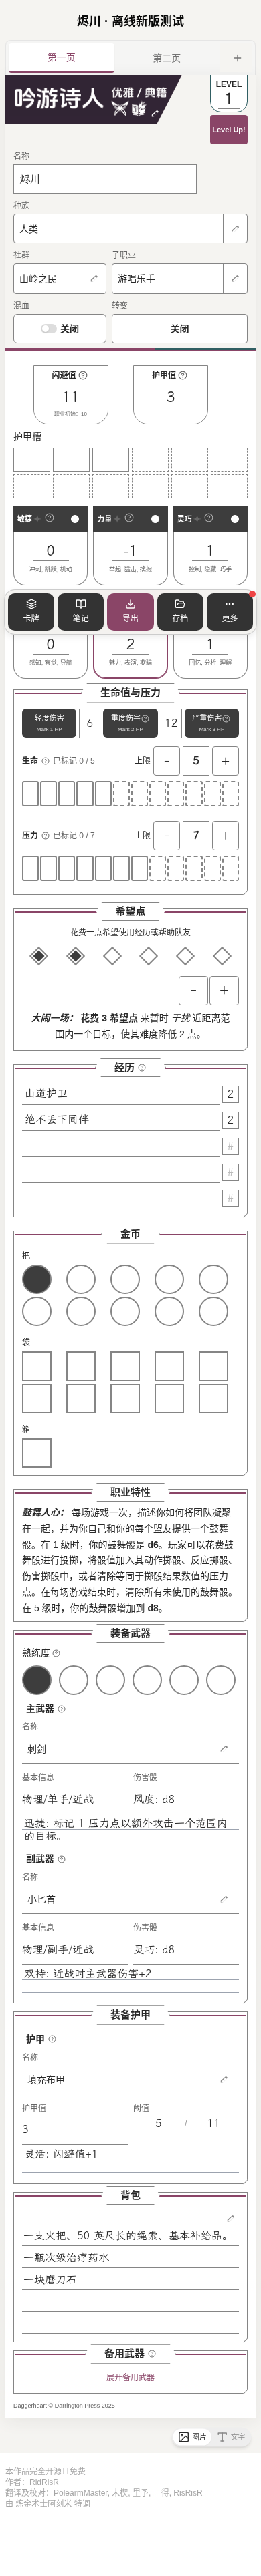 烬川 · 离线新版测试
第一页
第二页
+
吟游诗人
优雅 / 典籍
LEVEL
1
Level Up!
名称
烬川
种族
人类
社群
子职业
山岭之民
游唱乐手
混血
转变
关闭
关闭
闪避值
护甲值
11
3
职业初始: 10
护甲槽
敏捷
力量
灵巧
0
-1
1
冲刺, 跳跃, 机动
举起, 猛击, 擒抱
控制, 隐藏, 巧手
卡牌
笔记
导出
存档
更多
0
2
1
感知, 察觉, 导航
魅力, 表演, 欺骗
回忆, 分析, 理解
生命值与压力
轻度伤害
Mark 1 HP
6
重度伤害
Mark 2 HP
12
严重伤害
Mark 3 HP
生命 已标记 0 / 5
上限 - 5 +
压力 已标记 0 / 7
上限 - 7 +
希望点
花费一点希望使用经历或帮助队友
- +
大闹一场： 花费 3 希望点 来暂时 干扰 近距离范
围内一个目标，使其难度降低 2 点。
经历
山道护卫 2
绝不丢下同伴 2
#
#
#
金币
把
袋
箱
职业特性
鼓舞人心： 每场游戏一次，描述你如何将团队凝聚
在一起，并为你自己和你的每个盟友提供一个鼓舞
骰。在 1 级时，你的鼓舞骰是 d6。玩家可以花费鼓
舞骰进行投掷，将骰值加入其动作掷骰、反应掷骰、
伤害掷骰中，或者清除等同于掷骰结果数值的压力
点。在每场游戏结束时，清除所有未使用的鼓舞骰。
在 5 级时，你的鼓舞骰增加到 d8。
装备武器
熟练度
主武器
名称
刺剑
基本信息
伤害骰
物理/单手/近战
风度: d8
迅捷: 标记 1 压力点以额外攻击一个范围内
的目标。
副武器
名称
小匕首
基本信息
伤害骰
物理/副手/近战
灵巧: d8
双持: 近战时主武器伤害+2
装备护甲
护甲
名称
填充布甲
护甲值
阈值
3
5 / 11
灵活: 闪避值+1
背包
一支火把、50 英尺长的绳索、基本补给品。
一瓶次级治疗药水
一块磨刀石
备用武器
展开备用武器
Daggerheart © Darrington Press 2025
图片
文字
本作品完全开源且免费
作者：RidRisR
翻译及校对：PolearmMaster, 末楔, 里予, 一得, RisRisR
由 炼金术士阿刻米 特调